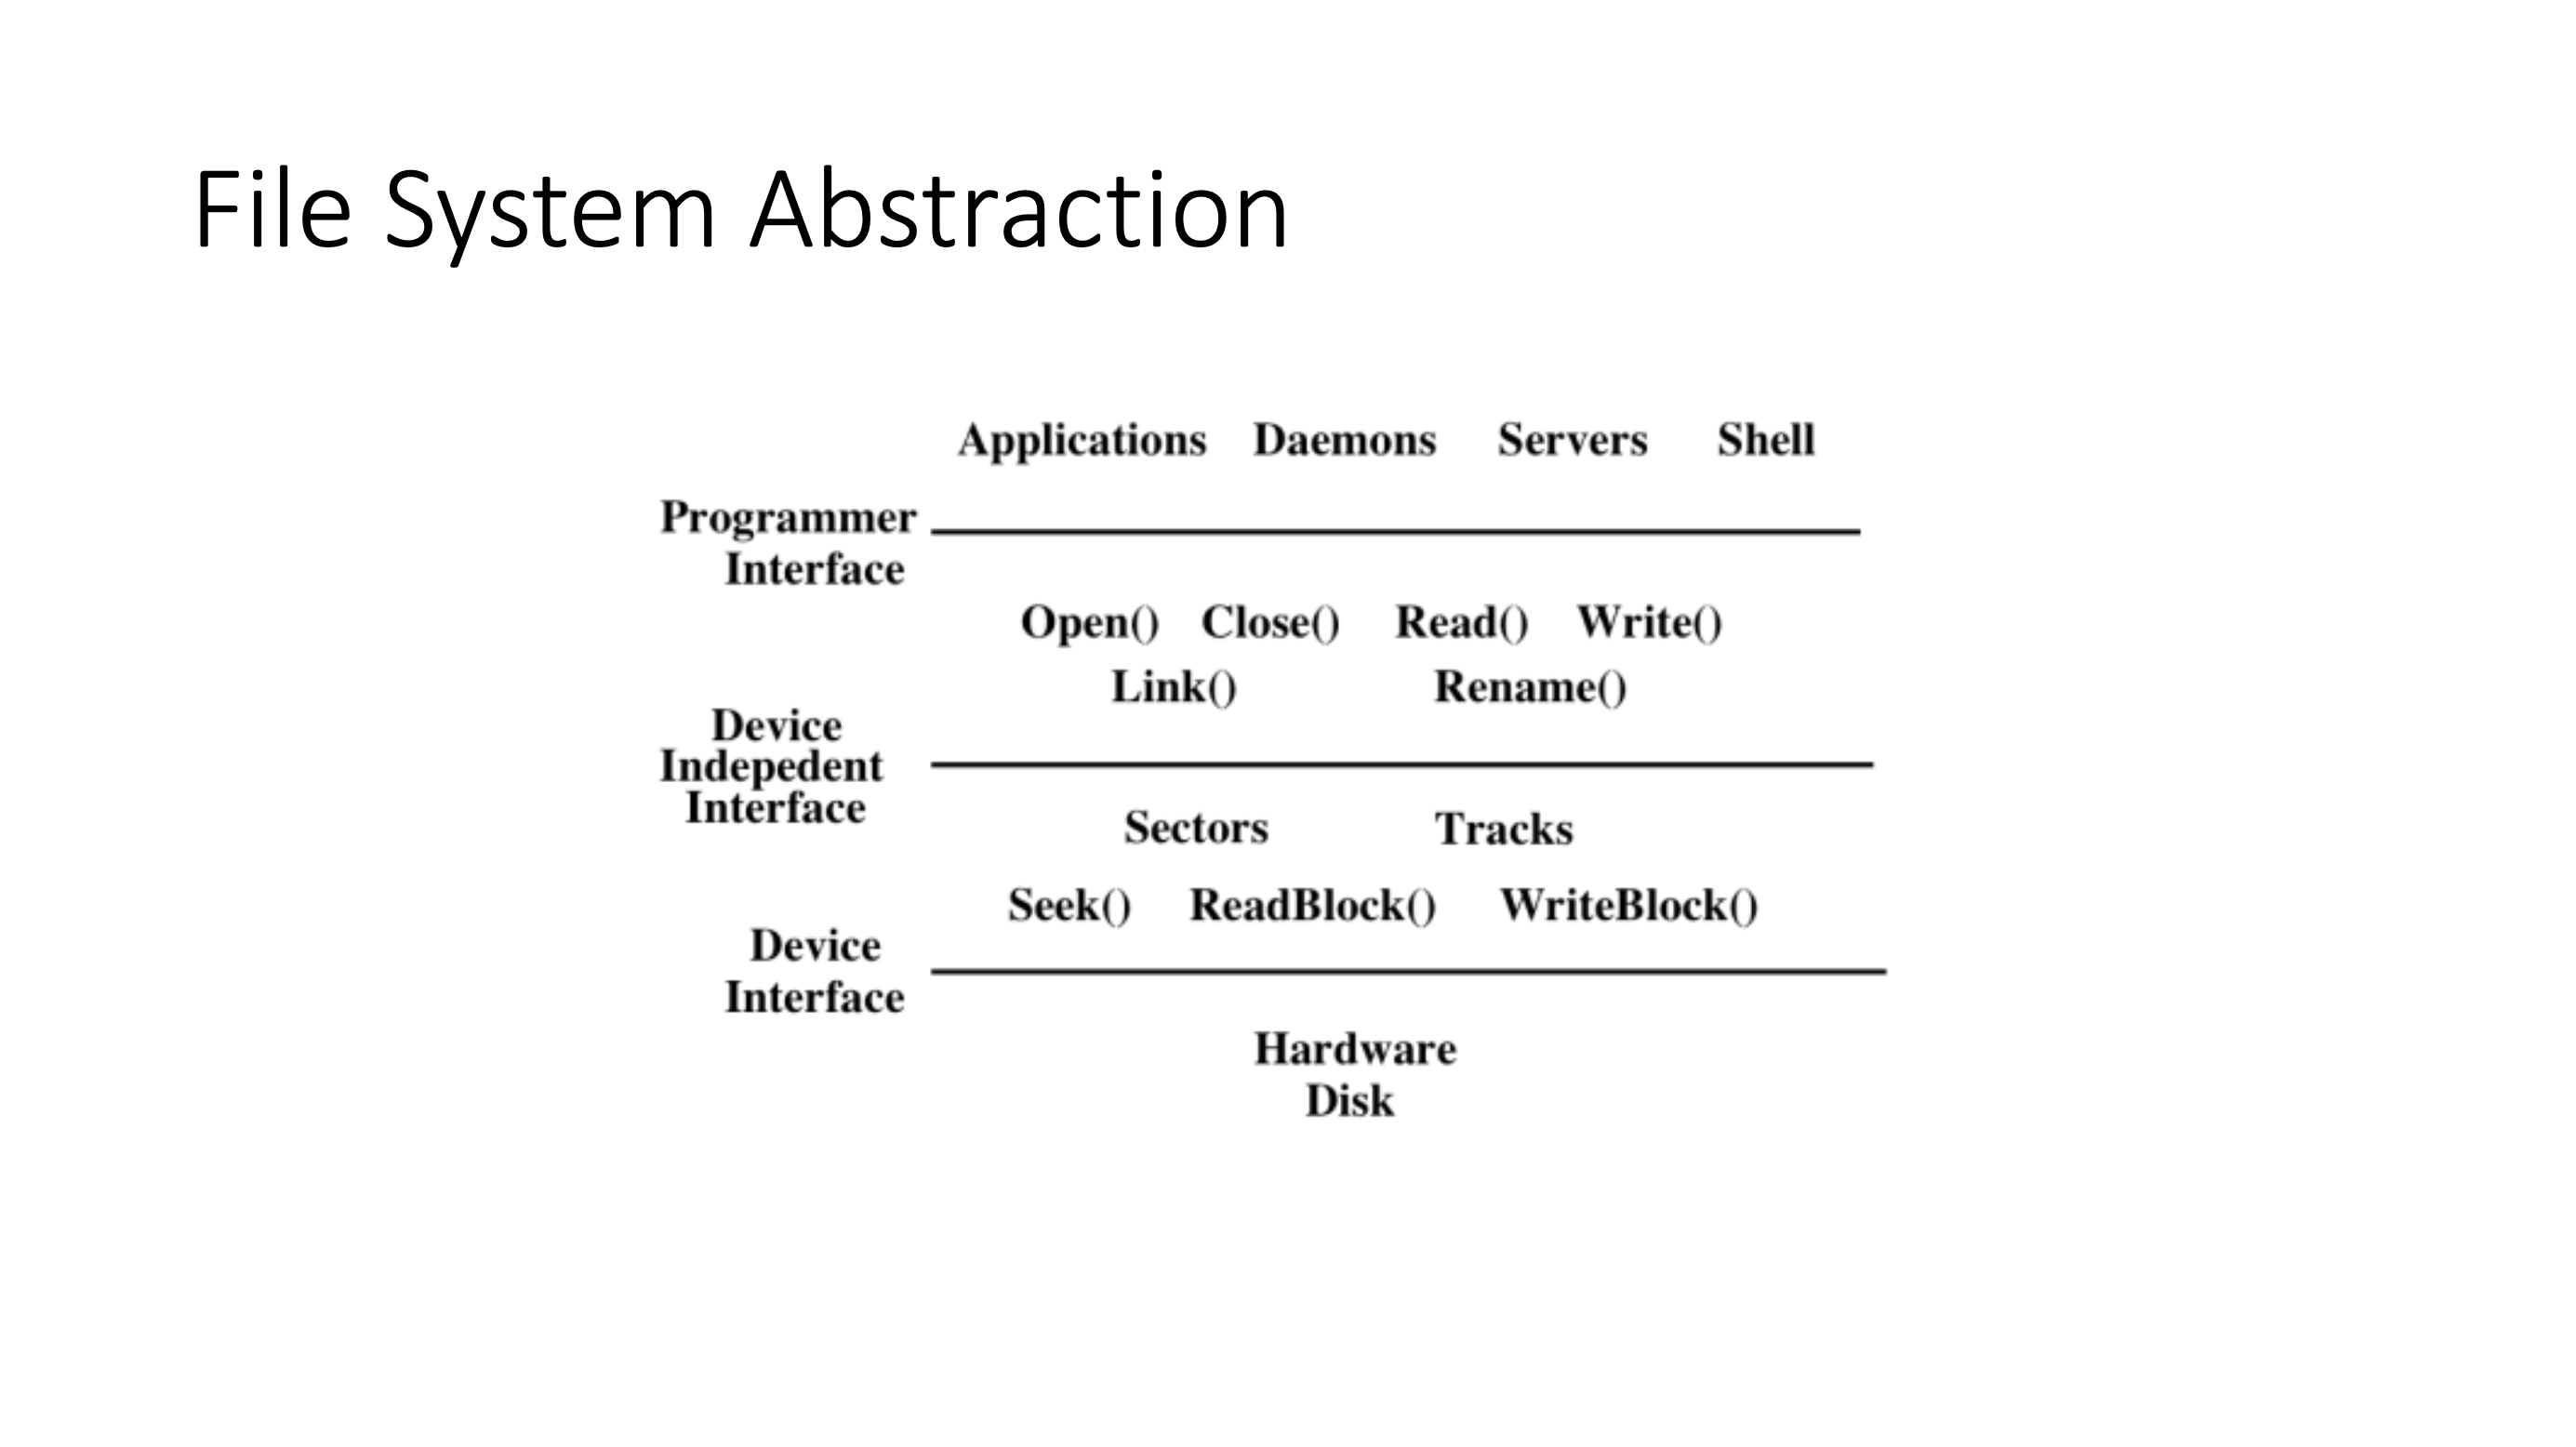 File System Abstraction
Applications Daemons Servers Shell
Programmer
Interface
Open() Close() Read() Write()
Link() Rename()
Device
Indepedent
Interface
Sectors Tracks
Seek() ReadBlock() WriteBlock()
Device
Interface
Hardware
Disk